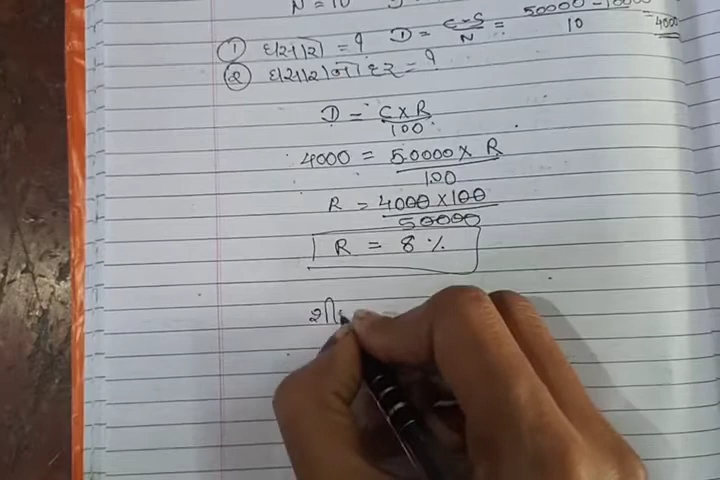 N = 10
① ઘસારો = ? D = C-S / N = 50000 - 10000 / 10 = 4000
② ઘસારાનો દર = ?
D = C X R / 100
4000 = 50000 X R / 100
R = 4000 X 100 / 50000
R = 8 %